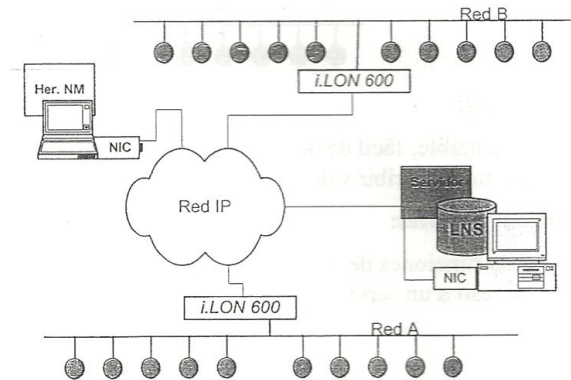 Red B
i.LON 600
Her. NM
NIC
Red IP
Servidor
LNS
NIC
i.LON 600
Red A